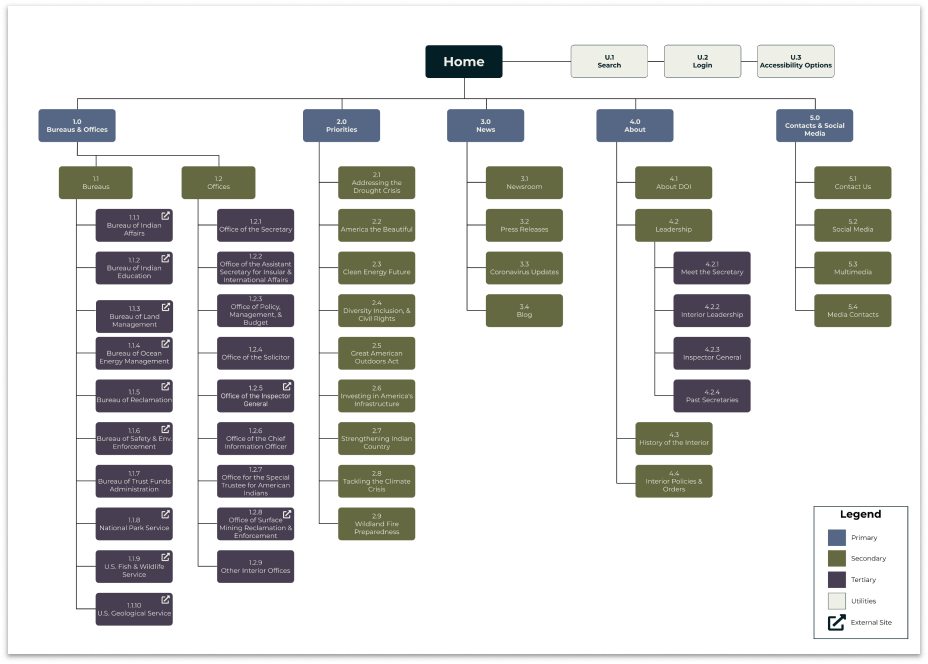 Home
U.1
Search
U.2
Login
U.3
Accessibility Options
1.0
Bureaus & Offices
2.0
Priorities
3.0
News
4.0
About
5.0
Contacts & Social
Media
1.1
Bureaus
1.1.1
Bureau of Indian
Affairs
1.1.2
Bureau of Indian
Education
1.1.3
Bureau of Land
Management
1.1.4
Bureau of Ocean
Energy Management
1.1.5
Bureau of Reclamation
1.1.6
Bureau of Safety & Env.
Enforcement
1.1.7
Bureau of Trust Funds
Administration
1.1.8
National Park Service
1.1.9
U.S. Fish & Wildlife
Service
1.1.10
U.S. Geological Service
1.2
Offices
1.2.1
Office of the Secretary
1.2.2
Office of the Assistant
Secretary for Insular &
International Affairs
1.2.3
Office of Policy,
Management, &
Budget
1.2.4
Office of the Solicitor
1.2.5
Office of the Inspector
General
1.2.6
Office of the Chief
Information Officer
1.2.7
Office for the Special
Trustee for American
Indians
1.2.8
Office of Surface
Mining Reclamation &
Enforcement
1.2.9
Other Interior Offices
2.1
Addressing the
Drought Crisis
2.2
America the Beautiful
2.3
Clean Energy Future
2.4
Diversity Inclusion, &
Civil Rights
2.5
Great American
Outdoors Act
2.6
Investing in America's
Infrastructure
2.7
Strengthening Indian
Country
2.8
Tackling the Climate
Crisis
2.9
Wildland Fire
Preparedness
3.1
Newsroom
3.2
Press Releases
3.3
Coronavirus Updates
3.4
Blog
4.1
About DOI
4.2
Leadership
4.2.1
Meet the Secretary
4.2.2
Interior Leadership
4.2.3
Inspector General
4.2.4
Past Secretaries
4.3
History of the Interior
4.4
Interior Policies &
Orders
5.1
Contact Us
5.2
Social Media
5.3
Multimedia
5.4
Media Contacts
Legend
Primary
Secondary
Tertiary
Utilities
External Site